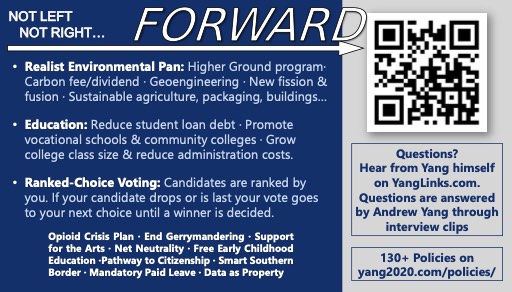 NOT LEFT
NOT RIGHT...
FORWARD
• Realist Environmental Pan: Higher Ground program·
Carbon fee/dividend · Geoengineering · New fission &
fusion · Sustainable agriculture, packaging, buildings...
• Education: Reduce student loan debt · Promote
vocational schools & community colleges · Grow
college class size & reduce administration costs.
• Ranked-Choice Voting: Candidates are ranked by
you. If your candidate drops or is last your vote goes
to your next choice until a winner is decided.
Opioid Crisis Plan · End Gerrymandering · Support
for the Arts · Net Neutrality · Free Early Childhood
Education ·Pathway to Citizenship · Smart Southern
Border · Mandatory Paid Leave · Data as Property
Questions?
Hear from Yang himself
on YangLinks.com.
Questions are answered
by Andrew Yang through
interview clips
130+ Policies on
yang2020.com/policies/